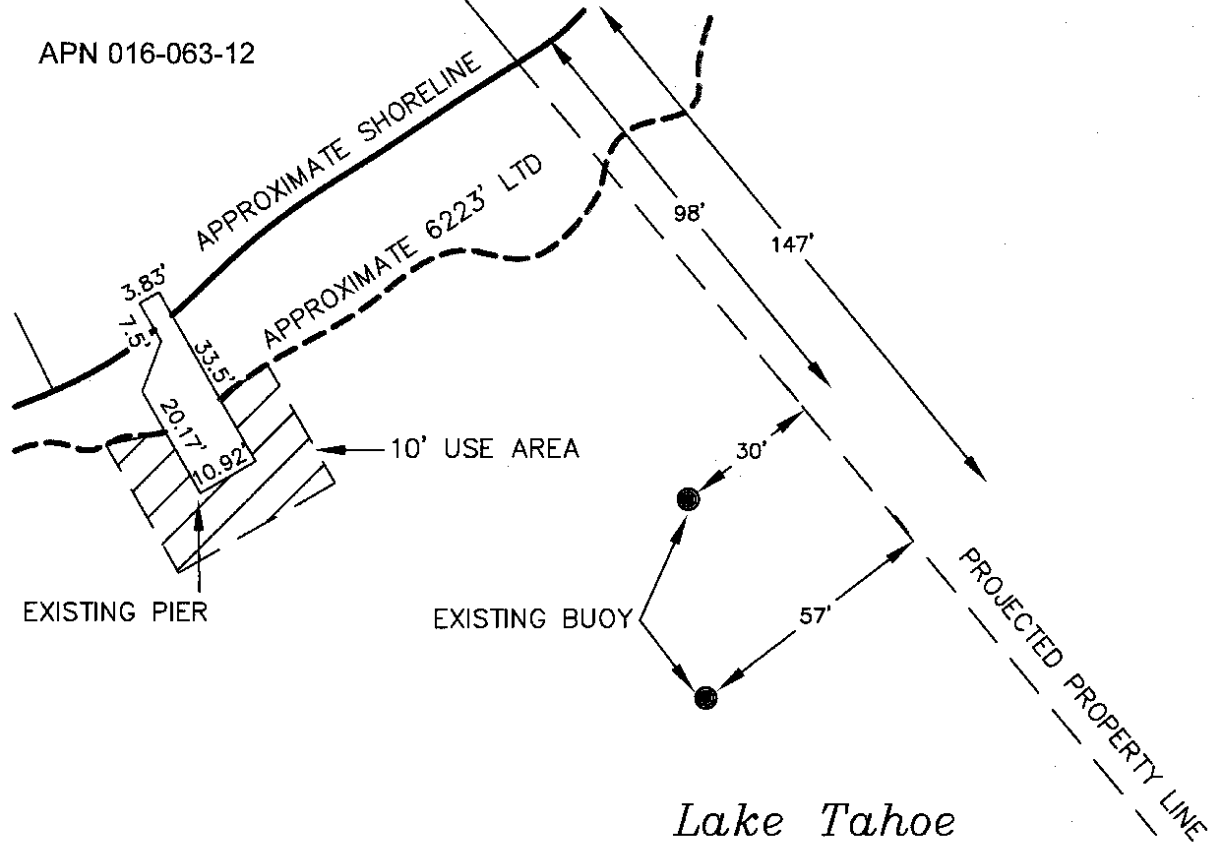 APN 016-063-12
APPROXIMATE SHORELINE
APPROXIMATE 6223' LTD
98'
147'
3.83'
7.5'
33.5'
20.17'
10.92'
10' USE AREA
30'
EXISTING PIER
EXISTING BUOY
57'
PROJECTED PROPERTY LINE
Lake Tahoe